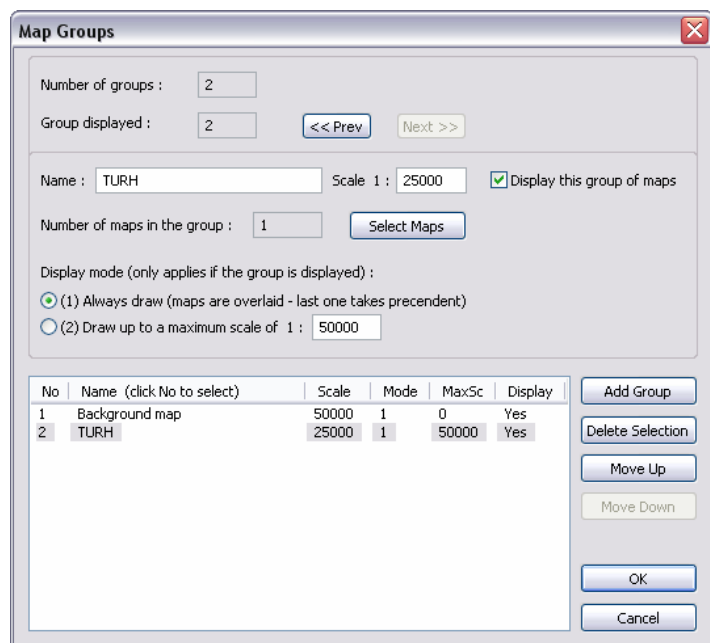 Map Groups
Number of groups : 2
Group displayed : 2 << Prev Next >>
Name : TURH Scale 1 : 25000 Display this group of maps
Number of maps in the group : 1 Select Maps
Display mode (only applies if the group is displayed) :
(1) Always draw (maps are overlaid - last one takes precendent)
(2) Draw up to a maximum scale of 1 : 50000
No Name (click No to select) Scale Mode MaxSc Display
1 Background map 50000 1 0 Yes
2 TURH 25000 1 50000 Yes
Add Group
Delete Selection
Move Up
Move Down
OK
Cancel